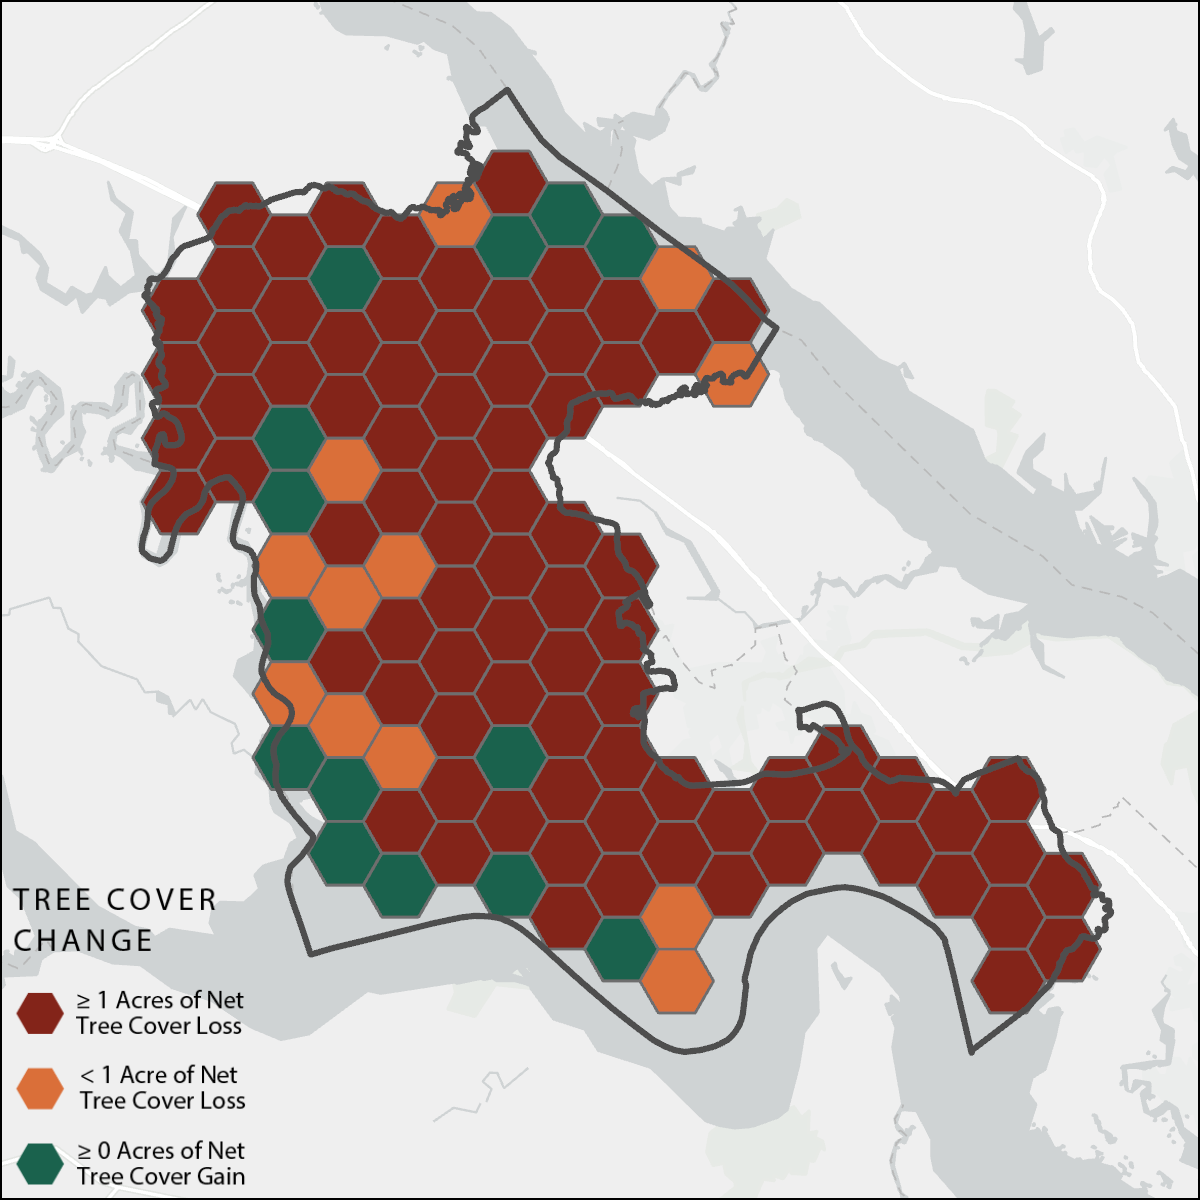 TREE COVER
CHANGE
≥ 1 Acres of Net
Tree Cover Loss
< 1 Acre of Net
Tree Cover Loss
≥ 0 Acres of Net
Tree Cover Gain